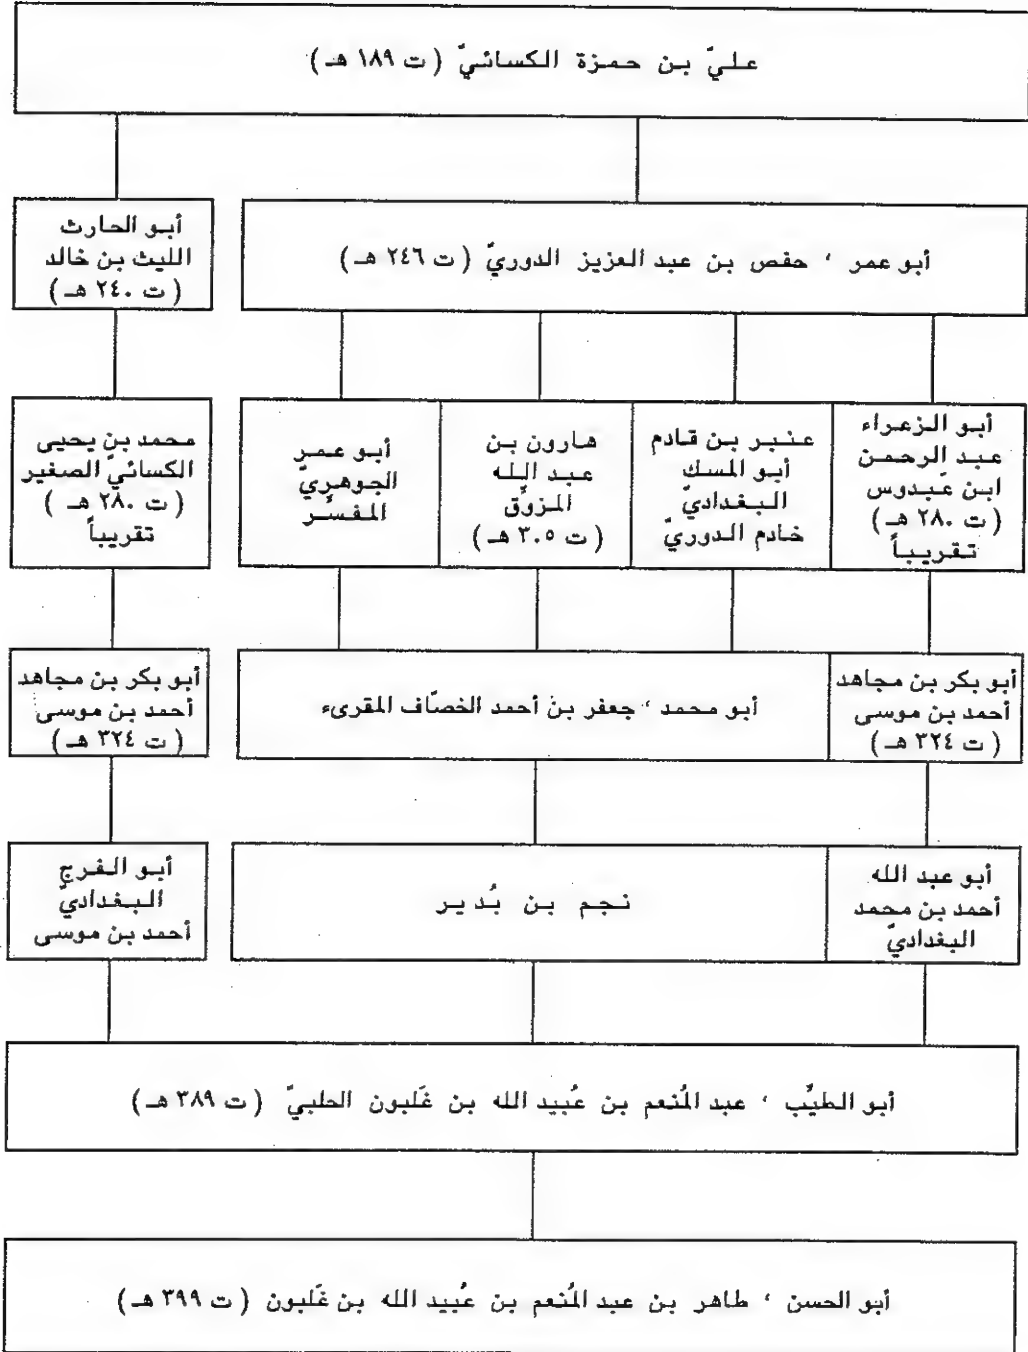 عليّ بن حمزة الكسائيّ (ت ١٨٩ هـ)
أبو عمر ، حفص بن عبد العزيز الدوريّ (ت ٢٤٦ هـ)
أبو الحارث
الليث بن خالد
(ت ٢٤٠ هـ)
أبو الزعراء
عبد الرحمن
ابن عَبدوس
(ت ٢٨٠ هـ)
تقريباً
عنبر بن قادم
أبو المسك
البغداديّ
خادم الدوريّ
هارون بن
عبد الله
المزوِّق
(ت ٣٠٥ هـ)
أبو عمر
الجوهريّ
المفسِّر
محمد بن يحيى
الكسائيّ الصغير
(ت ٢٨٠ هـ)
تقريباً
أبو بكر بن مجاهد
أحمد بن موسى
(ت ٣٢٤ هـ)
أبو محمد ، جعفر بن أحمد الخصّاف المقرىء
أبو بكر بن مجاهد
أحمد بن موسى
(ت ٣٢٤ هـ)
أبو عبد الله
أحمد بن محمد
البغداديّ
نجم بن بُدير
أبو الفرج
البغداديّ
أحمد بن موسى
أبو الطيِّب ، عبد المُنعم بن عُبيد الله بن غَلبون الحلبيّ (ت ٣٨٩ هـ)
أبو الحسن ، طاهر بن عبد المُنعم بن عُبيد الله بن غَلبون (ت ٣٩٩ هـ)